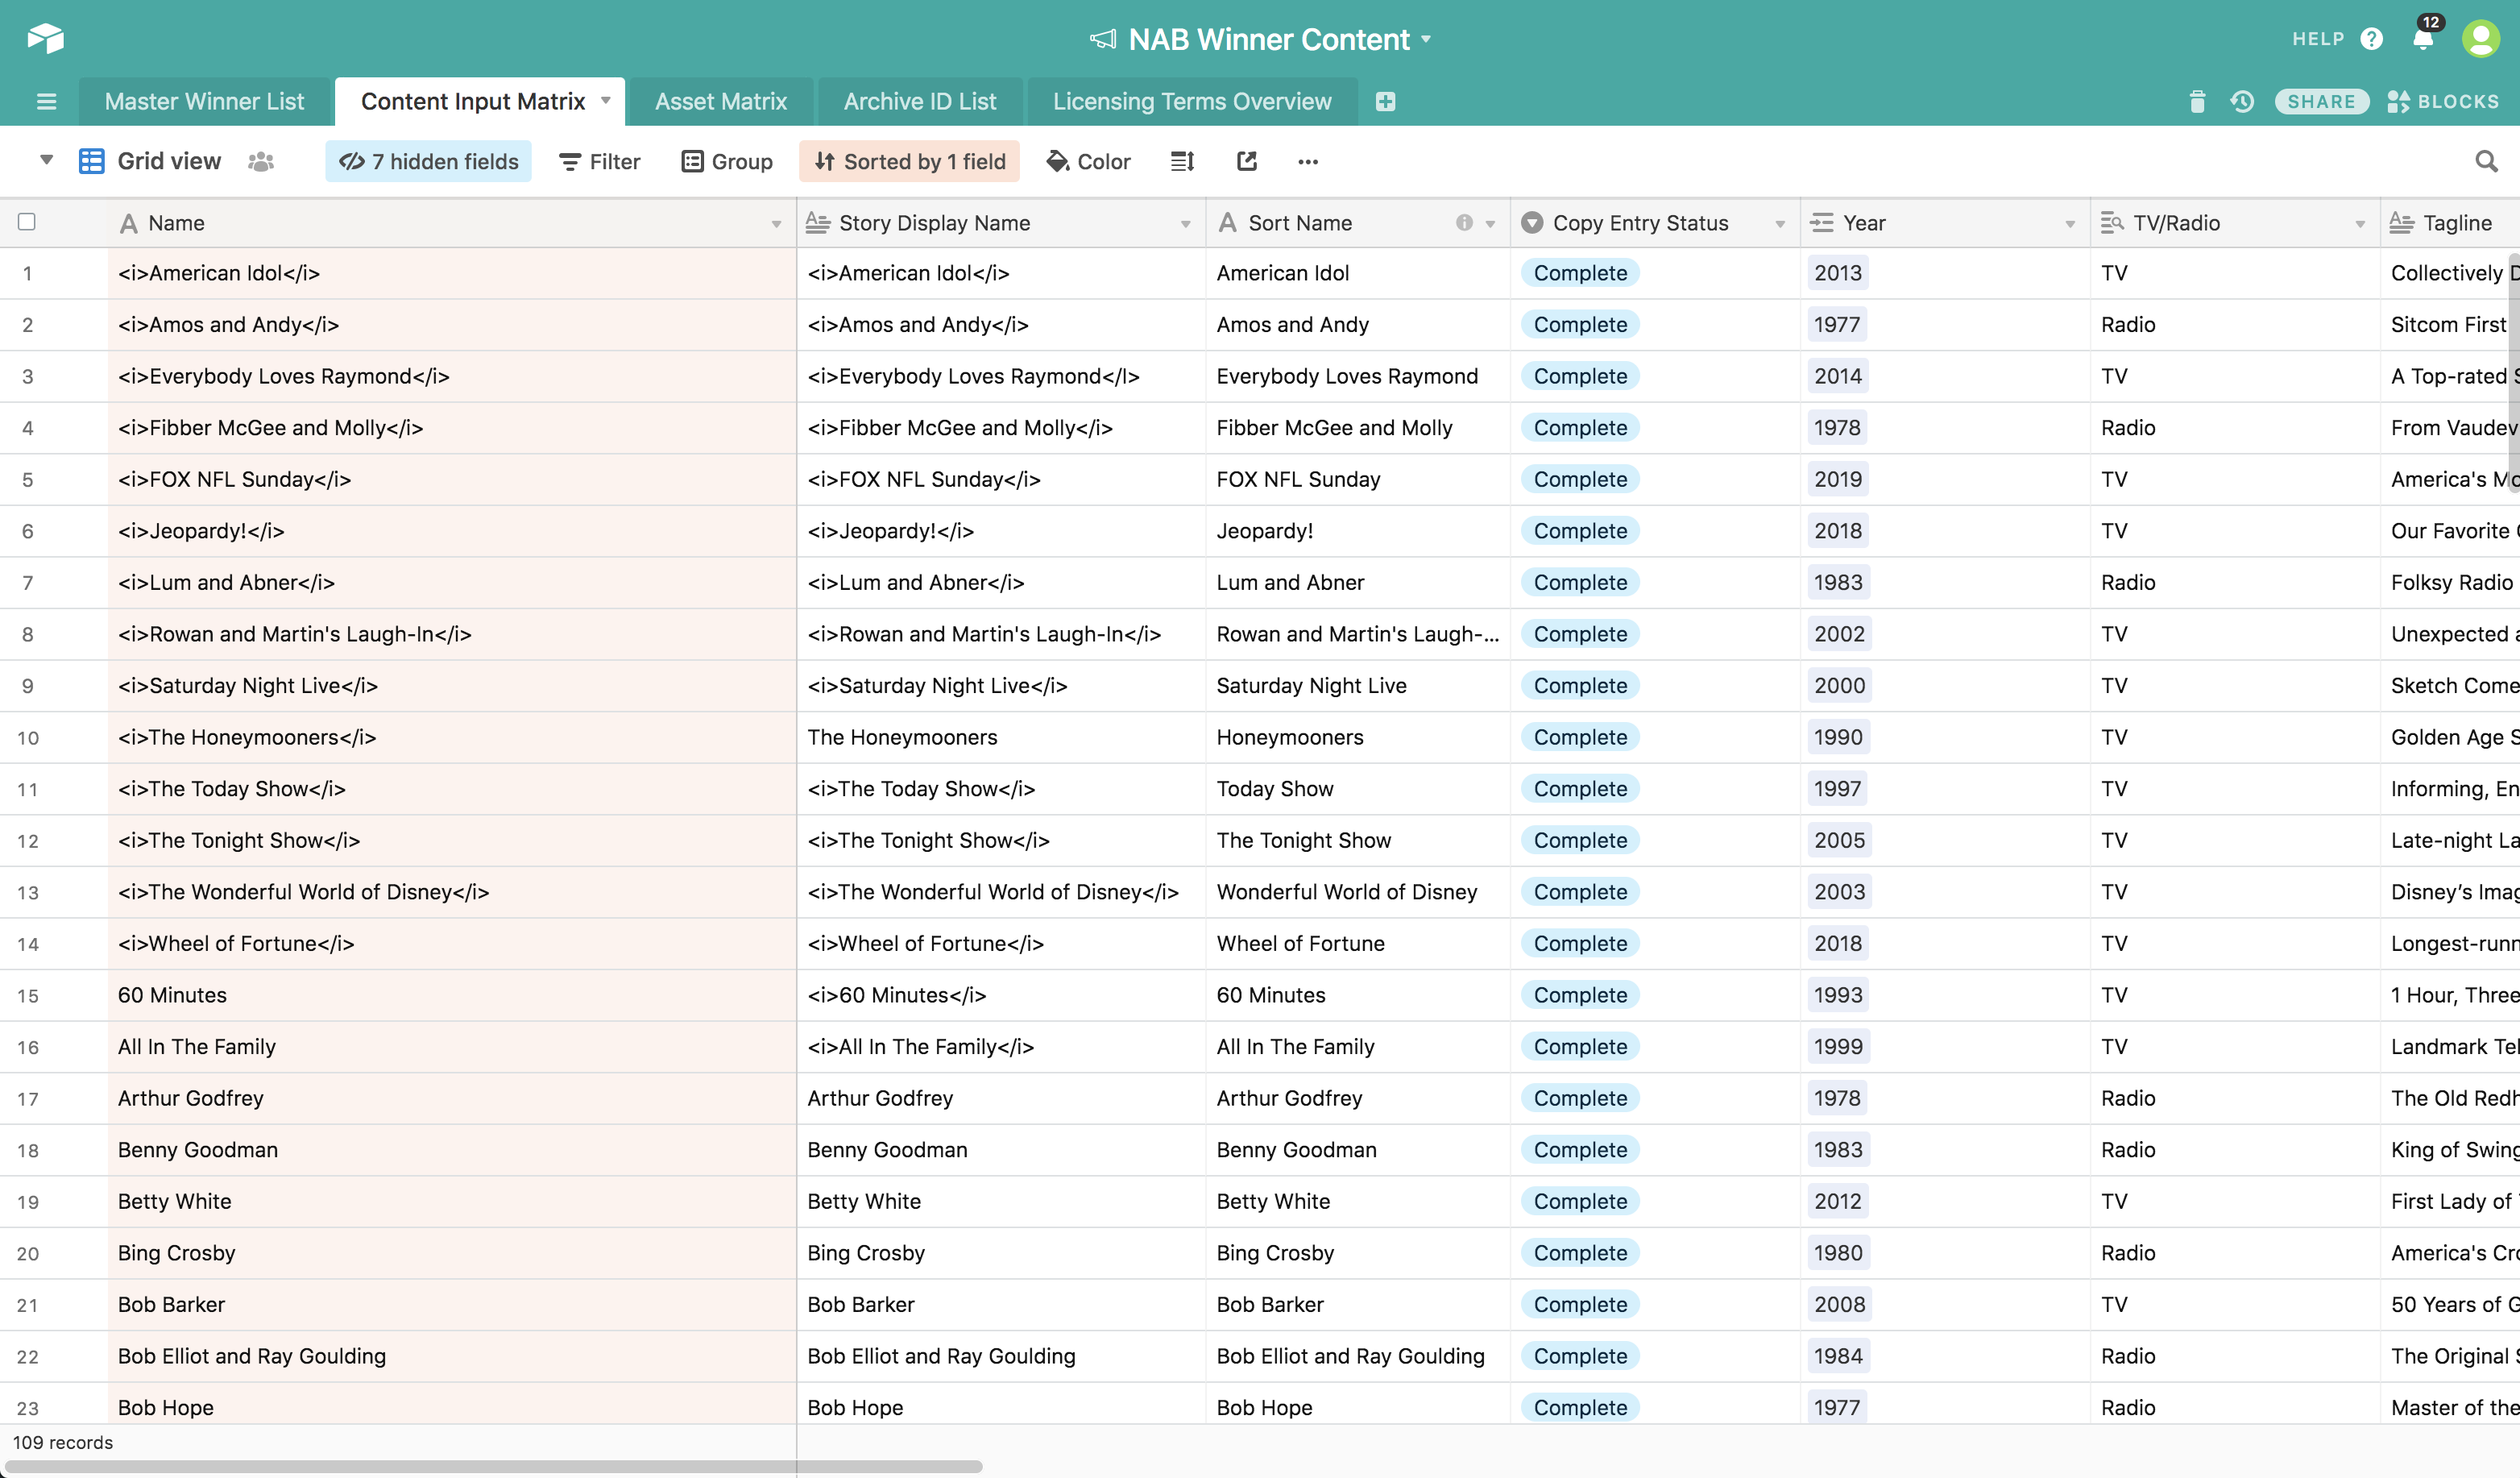 NAB Winner Content
HELP ? 12
Master Winner List Content Input Matrix Asset Matrix Archive ID List Licensing Terms Overview SHARE BLOCKS
Grid view 7 hidden fields Filter Group Sorted by 1 field Color
Name Story Display Name Sort Name Copy Entry Status Year TV/Radio Tagline
1 <i>American Idol</i> <i>American Idol</i> American Idol Complete 2013 TV Collectively D
2 <i>Amos and Andy</i> <i>Amos and Andy</i> Amos and Andy Complete 1977 Radio Sitcom First
3 <i>Everybody Loves Raymond</i> <i>Everybody Loves Raymond</I> Everybody Loves Raymond Complete 2014 TV A Top-rated S
4 <i>Fibber McGee and Molly</i> <i>Fibber McGee and Molly</i> Fibber McGee and Molly Complete 1978 Radio From Vaudev
5 <i>FOX NFL Sunday</i> <i>FOX NFL Sunday</i> FOX NFL Sunday Complete 2019 TV America's Mo
6 <i>Jeopardy!</i> <i>Jeopardy!</i> Jeopardy! Complete 2018 TV Our Favorite
7 <i>Lum and Abner</i> <i>Lum and Abner</i> Lum and Abner Complete 1983 Radio Folksy Radio
8 <i>Rowan and Martin's Laugh-In</i> <i>Rowan and Martin's Laugh-In</i> Rowan and Martin's Laugh-... Complete 2002 TV Unexpected a
9 <i>Saturday Night Live</i> <i>Saturday Night Live</i> Saturday Night Live Complete 2000 TV Sketch Come
10 <i>The Honeymooners</i> The Honeymooners Honeymooners Complete 1990 TV Golden Age S
11 <i>The Today Show</i> <i>The Today Show</i> Today Show Complete 1997 TV Informing, En
12 <i>The Tonight Show</i> <i>The Tonight Show</i> The Tonight Show Complete 2005 TV Late-night La
13 <i>The Wonderful World of Disney</i> <i>The Wonderful World of Disney</i> Wonderful World of Disney Complete 2003 TV Disney’s Imag
14 <i>Wheel of Fortune</i> <i>Wheel of Fortune</i> Wheel of Fortune Complete 2018 TV Longest-runn
15 60 Minutes <i>60 Minutes</i> 60 Minutes Complete 1993 TV 1 Hour, Three
16 All In The Family <i>All In The Family</i> All In The Family Complete 1999 TV Landmark Tel
17 Arthur Godfrey Arthur Godfrey Arthur Godfrey Complete 1978 Radio The Old Redh
18 Benny Goodman Benny Goodman Benny Goodman Complete 1983 Radio King of Swing
19 Betty White Betty White Betty White Complete 2012 TV First Lady of
20 Bing Crosby Bing Crosby Bing Crosby Complete 1980 Radio America's Cro
21 Bob Barker Bob Barker Bob Barker Complete 2008 TV 50 Years of G
22 Bob Elliot and Ray Goulding Bob Elliot and Ray Goulding Bob Elliot and Ray Goulding Complete 1984 Radio The Original S
23 Bob Hope Bob Hope Bob Hope Complete 1977 Radio Master of the
109 records